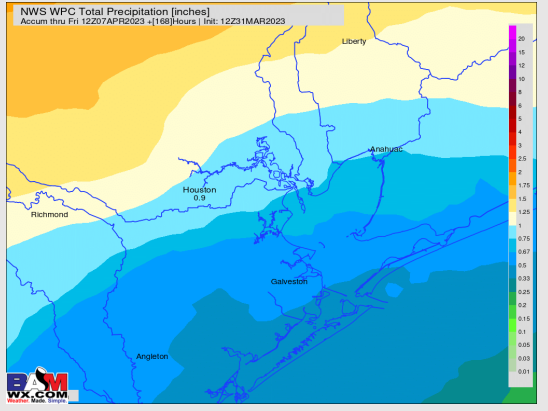 NWS WPC Total Precipitation [inches]
Accum thru Fri 12Z07APR2023 +[168]Hours | Init: 12Z31MAR2023
Liberty
Anahuac
Houston
0.9
Richmond
Galveston
Angleton
20
15
12
10
8
6
5
4
3
2.5
2
1.75
1.5
1.25
1
0.75
0.67
0.5
0.33
0.25
0.2
0.15
0.1
0.05
0.03
0.01
BAM
WX.COM
Weather. Made. Simple.